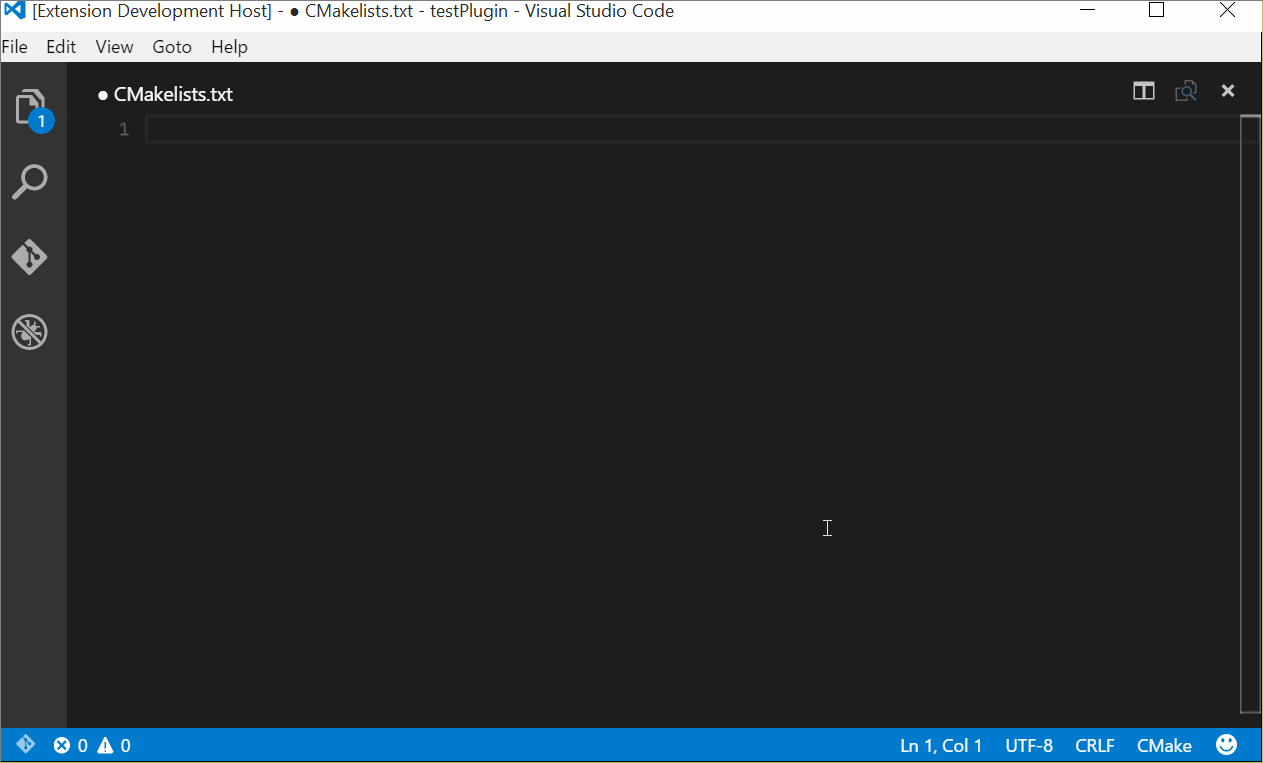 [Extension Development Host] - ● CMakelists.txt - testPlugin - Visual Studio Code
File Edit View Goto Help
● CMakelists.txt
1
1
0 0 Ln 1, Col 1 UTF-8 CRLF CMake